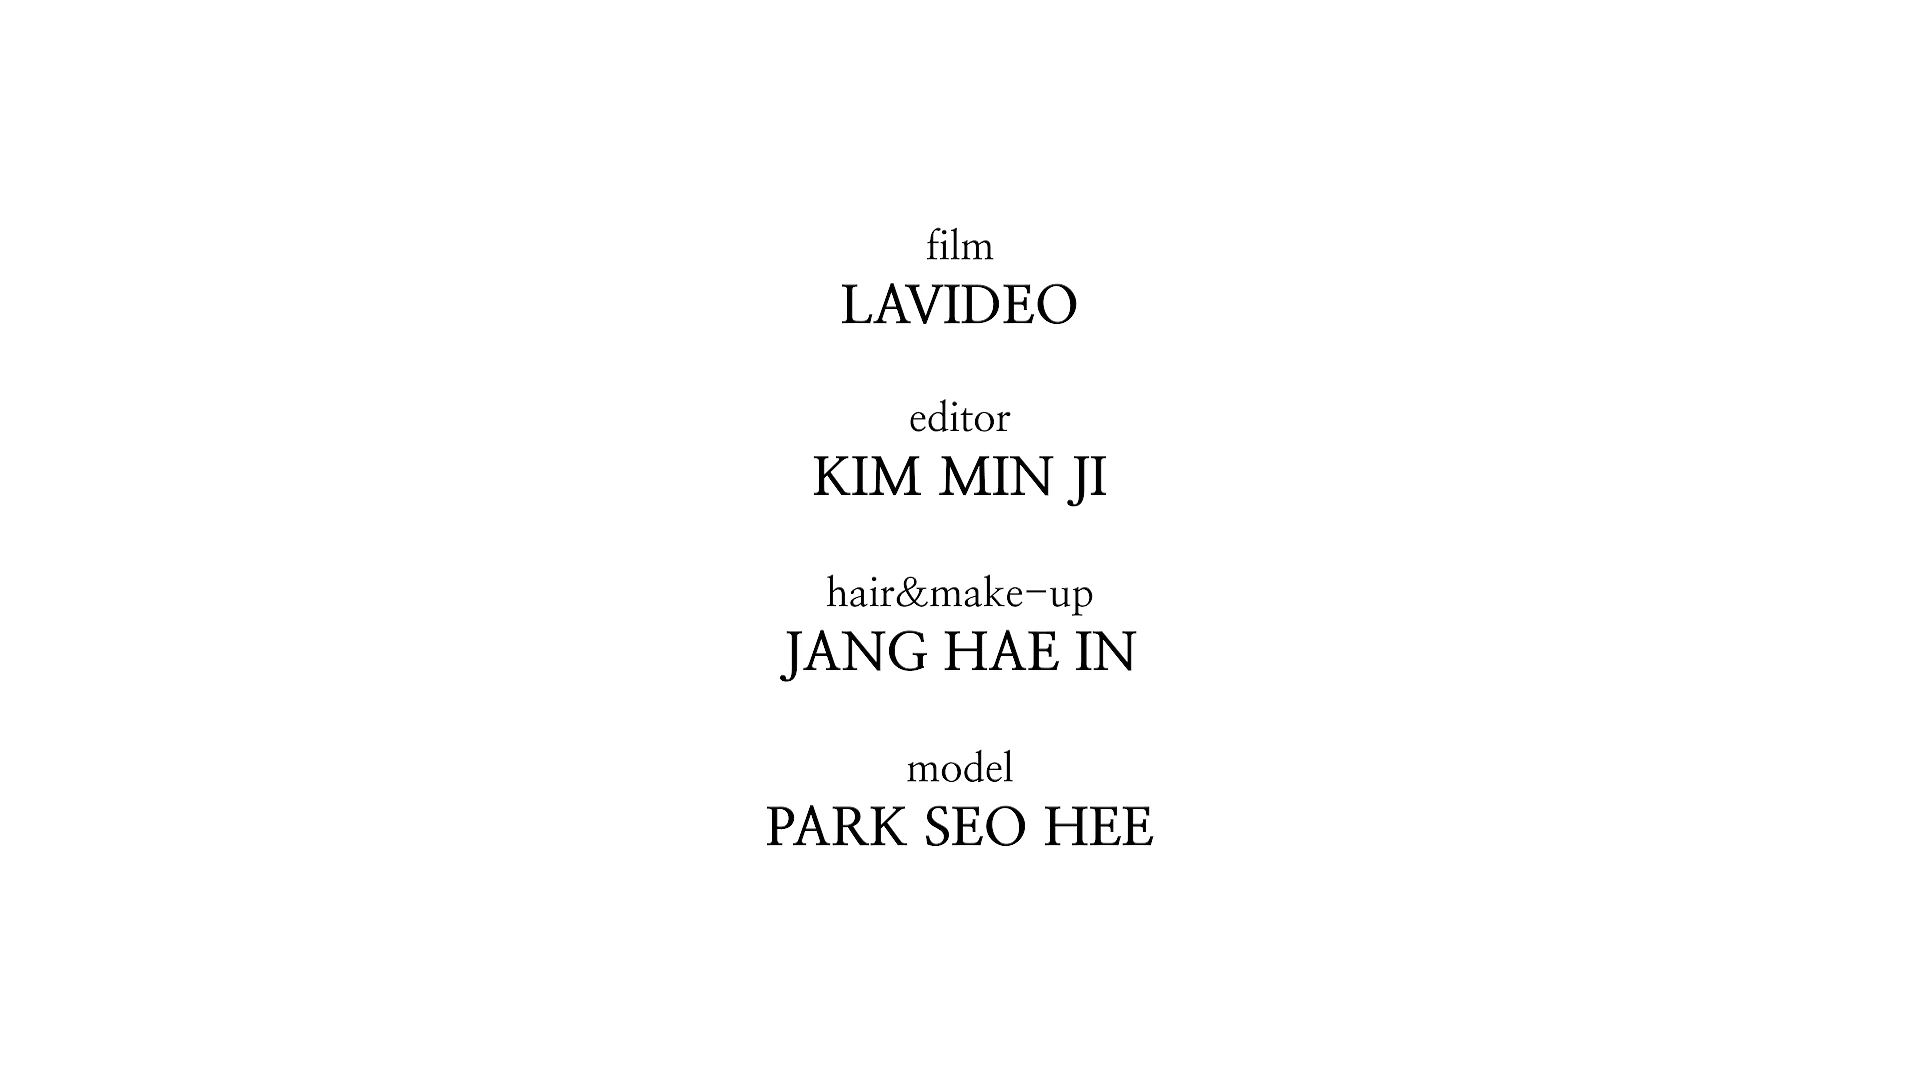 film
LAVIDEO
editor
KIM MIN JI
hair&make-up
JANG HAE IN
model
PARK SEO HEE